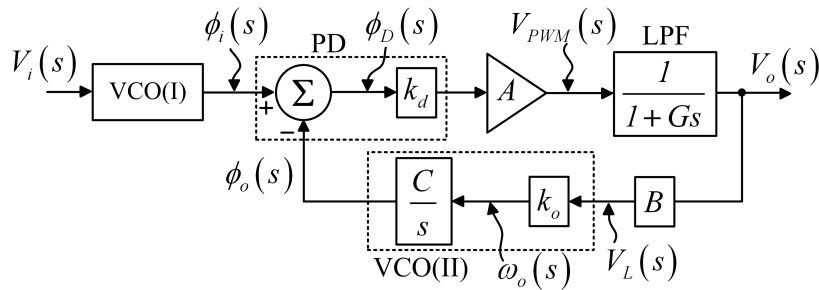 V_i(s)
VCO(I)
ϕ_i(s)
PD
+
−
Σ
ϕ_D(s)
k_d
A
V_PWM(s)
LPF
1
1+Gs
V_o(s)
ϕ_o(s)
C
s
VCO(II)
ω_o(s)
k_o
V_L(s)
B